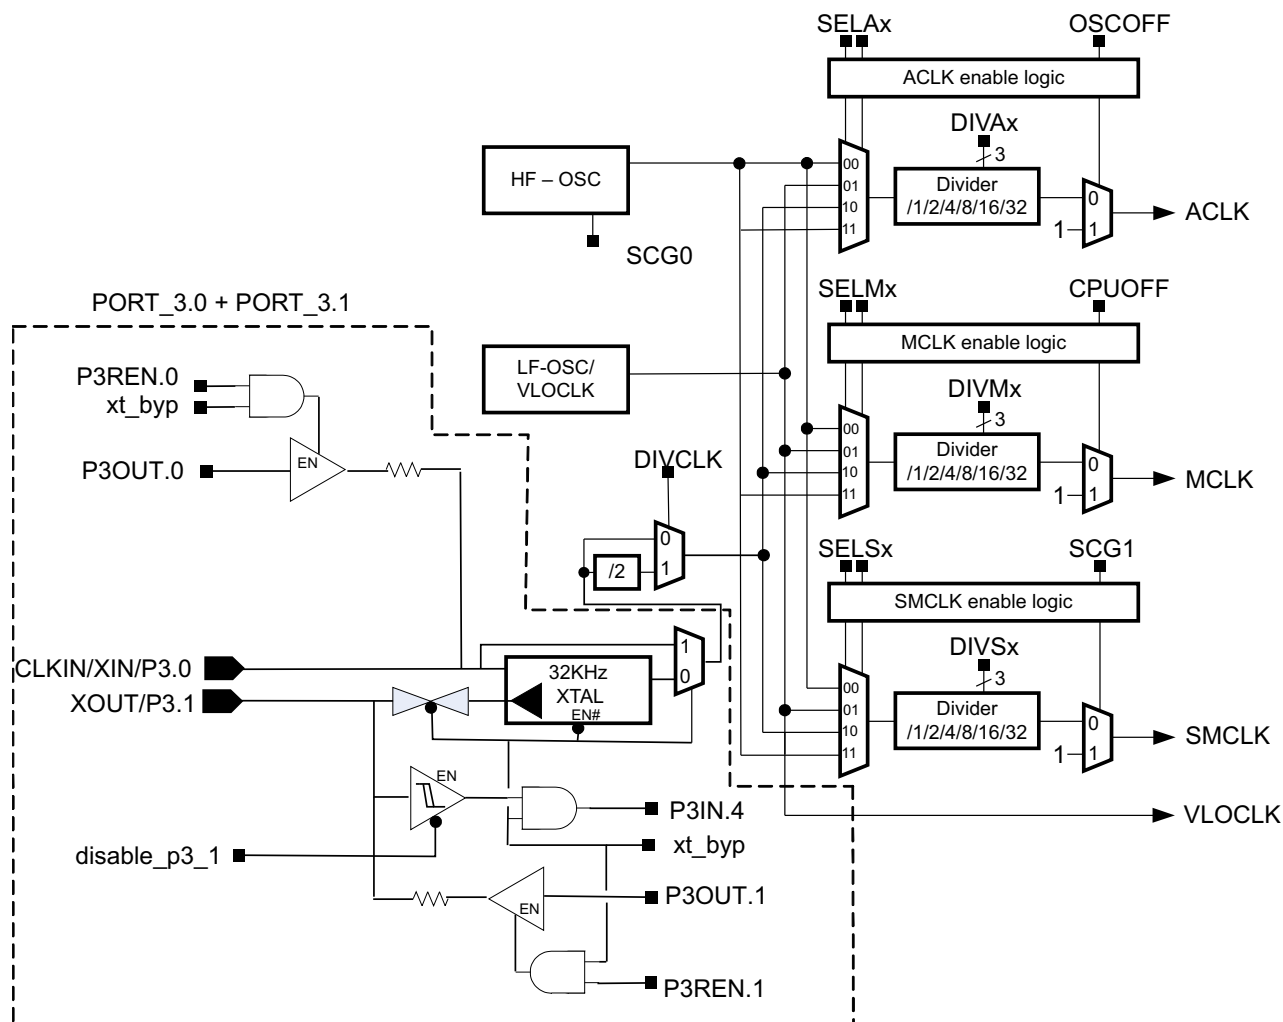 SELAx
OSCOFF
ACLK enable logic
DIVAx
3
HF – OSC
00
01
10
11
Divider
/1/2/4/8/16/32
0
1
1
ACLK
SCG0
PORT_3.0 + PORT_3.1
SELMx
CPUOFF
MCLK enable logic
LF-OSC/
VLOCLK
DIVMx
3
P3REN.0
xt_byp
00
01
10
11
Divider
/1/2/4/8/16/32
0
1
1
MCLK
P3OUT.0
EN
DIVCLK
0
1
/2
SELSx
SCG1
SMCLK enable logic
DIVSx
3
CLKIN/XIN/P3.0
XOUT/P3.1
32KHz
XTAL
EN#
1
0
00
01
10
11
Divider
/1/2/4/8/16/32
0
1
1
SMCLK
EN
P3IN.4
VLOCLK
xt_byp
disable_p3_1
P3OUT.1
EN
P3REN.1